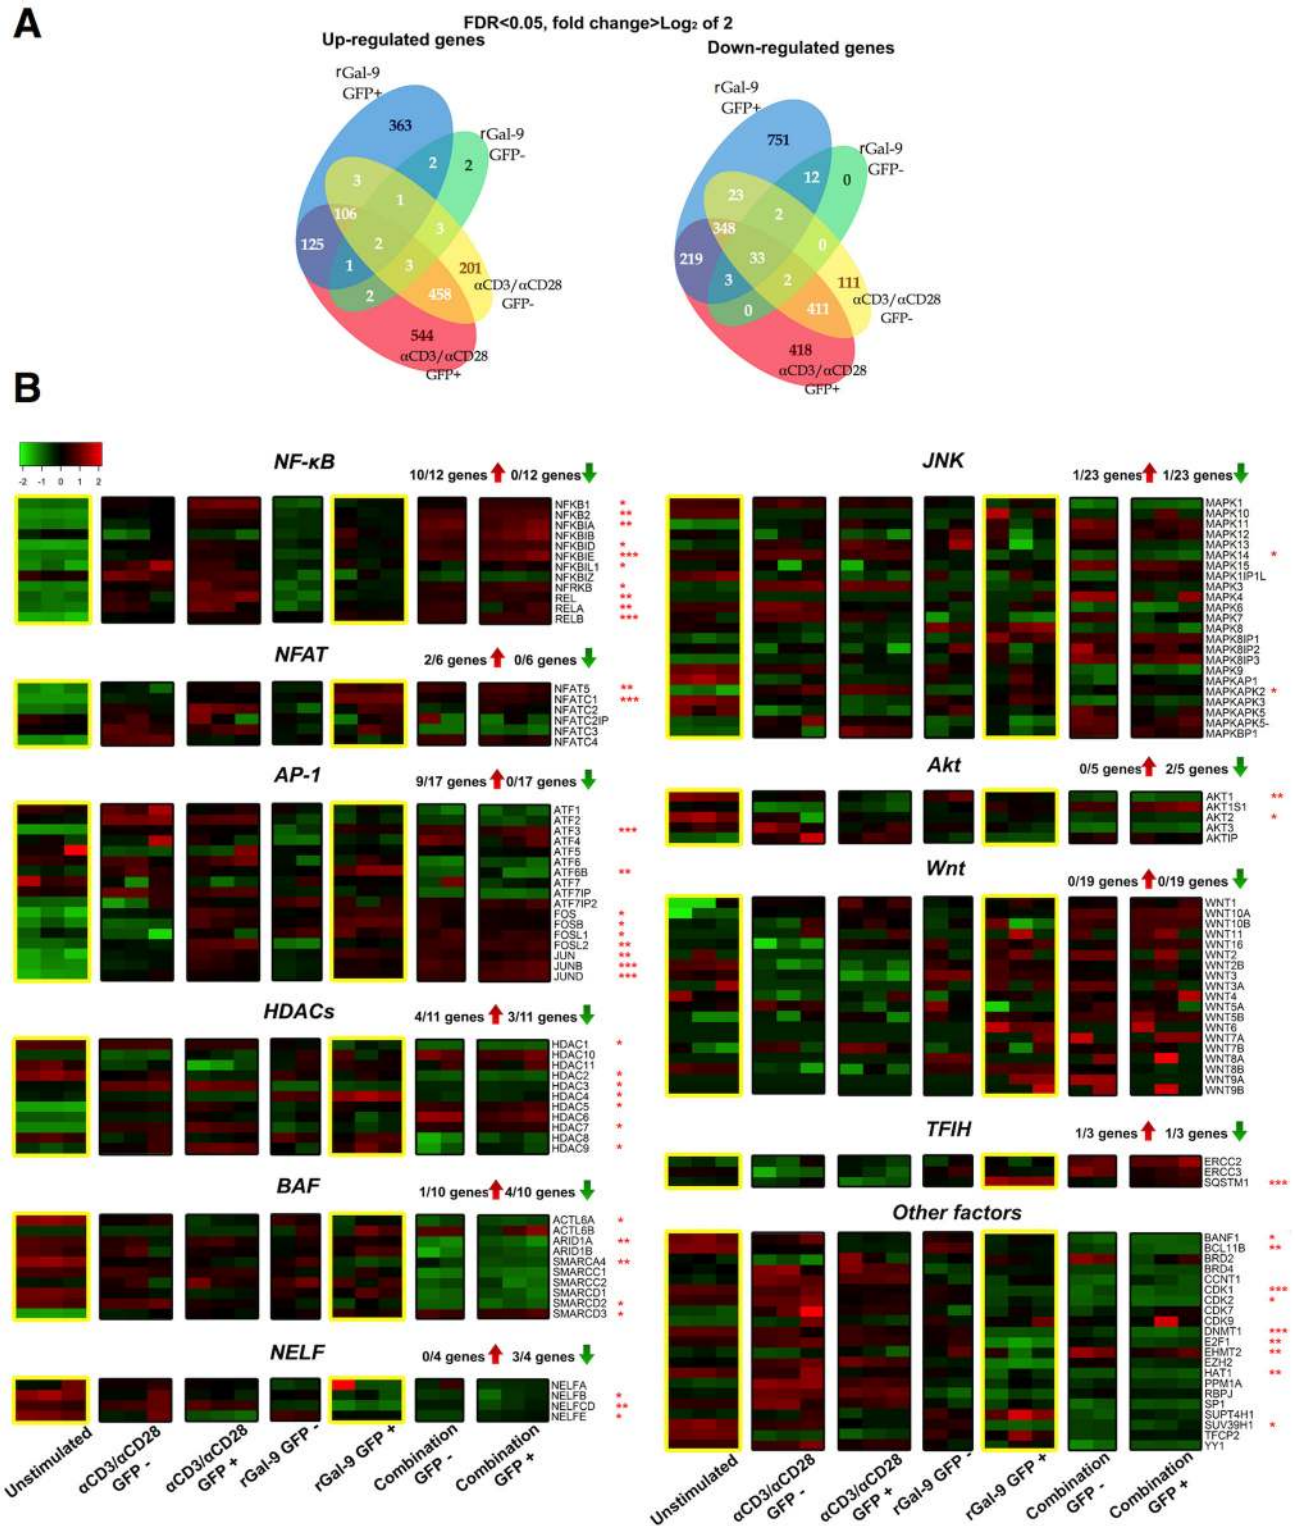 A
FDR<0.05, fold change>Log₂ of 2
Up-regulated genes
rGal-9
GFP+
363
rGal-9
GFP-
2
2
3
1
106
3
125
2
201
1
3
αCD3/αCD28
GFP-
2
458
544
αCD3/αCD28
GFP+
Down-regulated genes
rGal-9
GFP+
751
rGal-9
GFP-
12
0
23
2
348
0
219
33
111
3
2
αCD3/αCD28
GFP-
0
411
418
αCD3/αCD28
GFP+
B
-2 -1 0 1 2
NF-κB
10/12 genes 0/12 genes
NFKB1 *
NFKB2 **
NFKBIA **
NFKBIB
NFKBID *
NFKBIE ***
NFKBIL1 *
NFKBIZ
NFRKB *
REL **
RELA **
RELB ***
NFAT
2/6 genes 0/6 genes
NFAT5 **
NFATC1 ***
NFATC2
NFATC2IP
NFATC3
NFATC4
AP-1
9/17 genes 0/17 genes
ATF1
ATF2
ATF3 ***
ATF4
ATF5
ATF6
ATF6B **
ATF7
ATF7IP
ATF7IP2
FOS *
FOSB *
FOSL1 *
FOSL2 **
JUN **
JUNB ***
JUND ***
HDACs
4/11 genes 3/11 genes
HDAC1 *
HDAC10
HDAC11
HDAC2 *
HDAC3 *
HDAC4 *
HDAC5 *
HDAC6
HDAC7 *
HDAC8
HDAC9 *
BAF
1/10 genes 4/10 genes
ACTL6A *
ACTL6B
ARID1A **
ARID1B
SMARCA4 **
SMARCC1
SMARCC2
SMARCD1
SMARCD2 *
SMARCD3 *
NELF
0/4 genes 3/4 genes
NELFA
NELFB *
NELFCD **
NELFE *
Unstimulated
αCD3/αCD28
GFP -
αCD3/αCD28
GFP +
rGal-9 GFP -
rGal-9 GFP +
Combination
GFP -
Combination
GFP +
JNK
1/23 genes 1/23 genes
MAPK1
MAPK10
MAPK11
MAPK12
MAPK13
MAPK14 *
MAPK15
MAPK1IP1L
MAPK3
MAPK4
MAPK6
MAPK7
MAPK8
MAPK8IP1
MAPK8IP2
MAPK8IP3
MAPK9
MAPKAP1
MAPKAPK2 *
MAPKAPK3
MAPKAPK5
MAPKAPK5-
MAPKBP1
Akt
0/5 genes 2/5 genes
AKT1 **
AKT1S1
AKT2 *
AKT3
AKTIP
Wnt
0/19 genes 0/19 genes
WNT1
WNT10A
WNT10B
WNT11
WNT16
WNT2
WNT2B
WNT3
WNT3A
WNT4
WNT5A
WNT5B
WNT6
WNT7A
WNT7B
WNT8A
WNT8B
WNT9A
WNT9B
TFIH
1/3 genes 1/3 genes
ERCC2
ERCC3
SQSTM1 ***
Other factors
BANF1 *
BCL11B **
BRD2
BRD4
CCNT1
CDK1 ***
CDK2 *
CDK7
CDK9
DNMT1 ***
E2F1 **
EHMT2 **
EZH2
HAT1 **
PPM1A
RBPJ
SP1
SUPT4H1
SUV39H1 *
TFCP2
YY1
Unstimulated
αCD3/αCD28
GFP -
αCD3/αCD28
GFP +
rGal-9 GFP -
rGal-9 GFP +
Combination
GFP -
Combination
GFP +